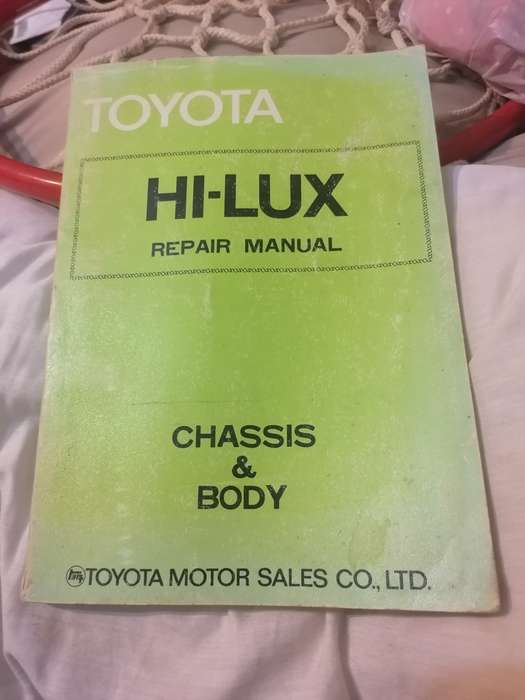 TOYOTA
HI-LUX
REPAIR MANUAL
CHASSIS
&
BODY
TOYOTA MOTOR SALES CO., LTD.